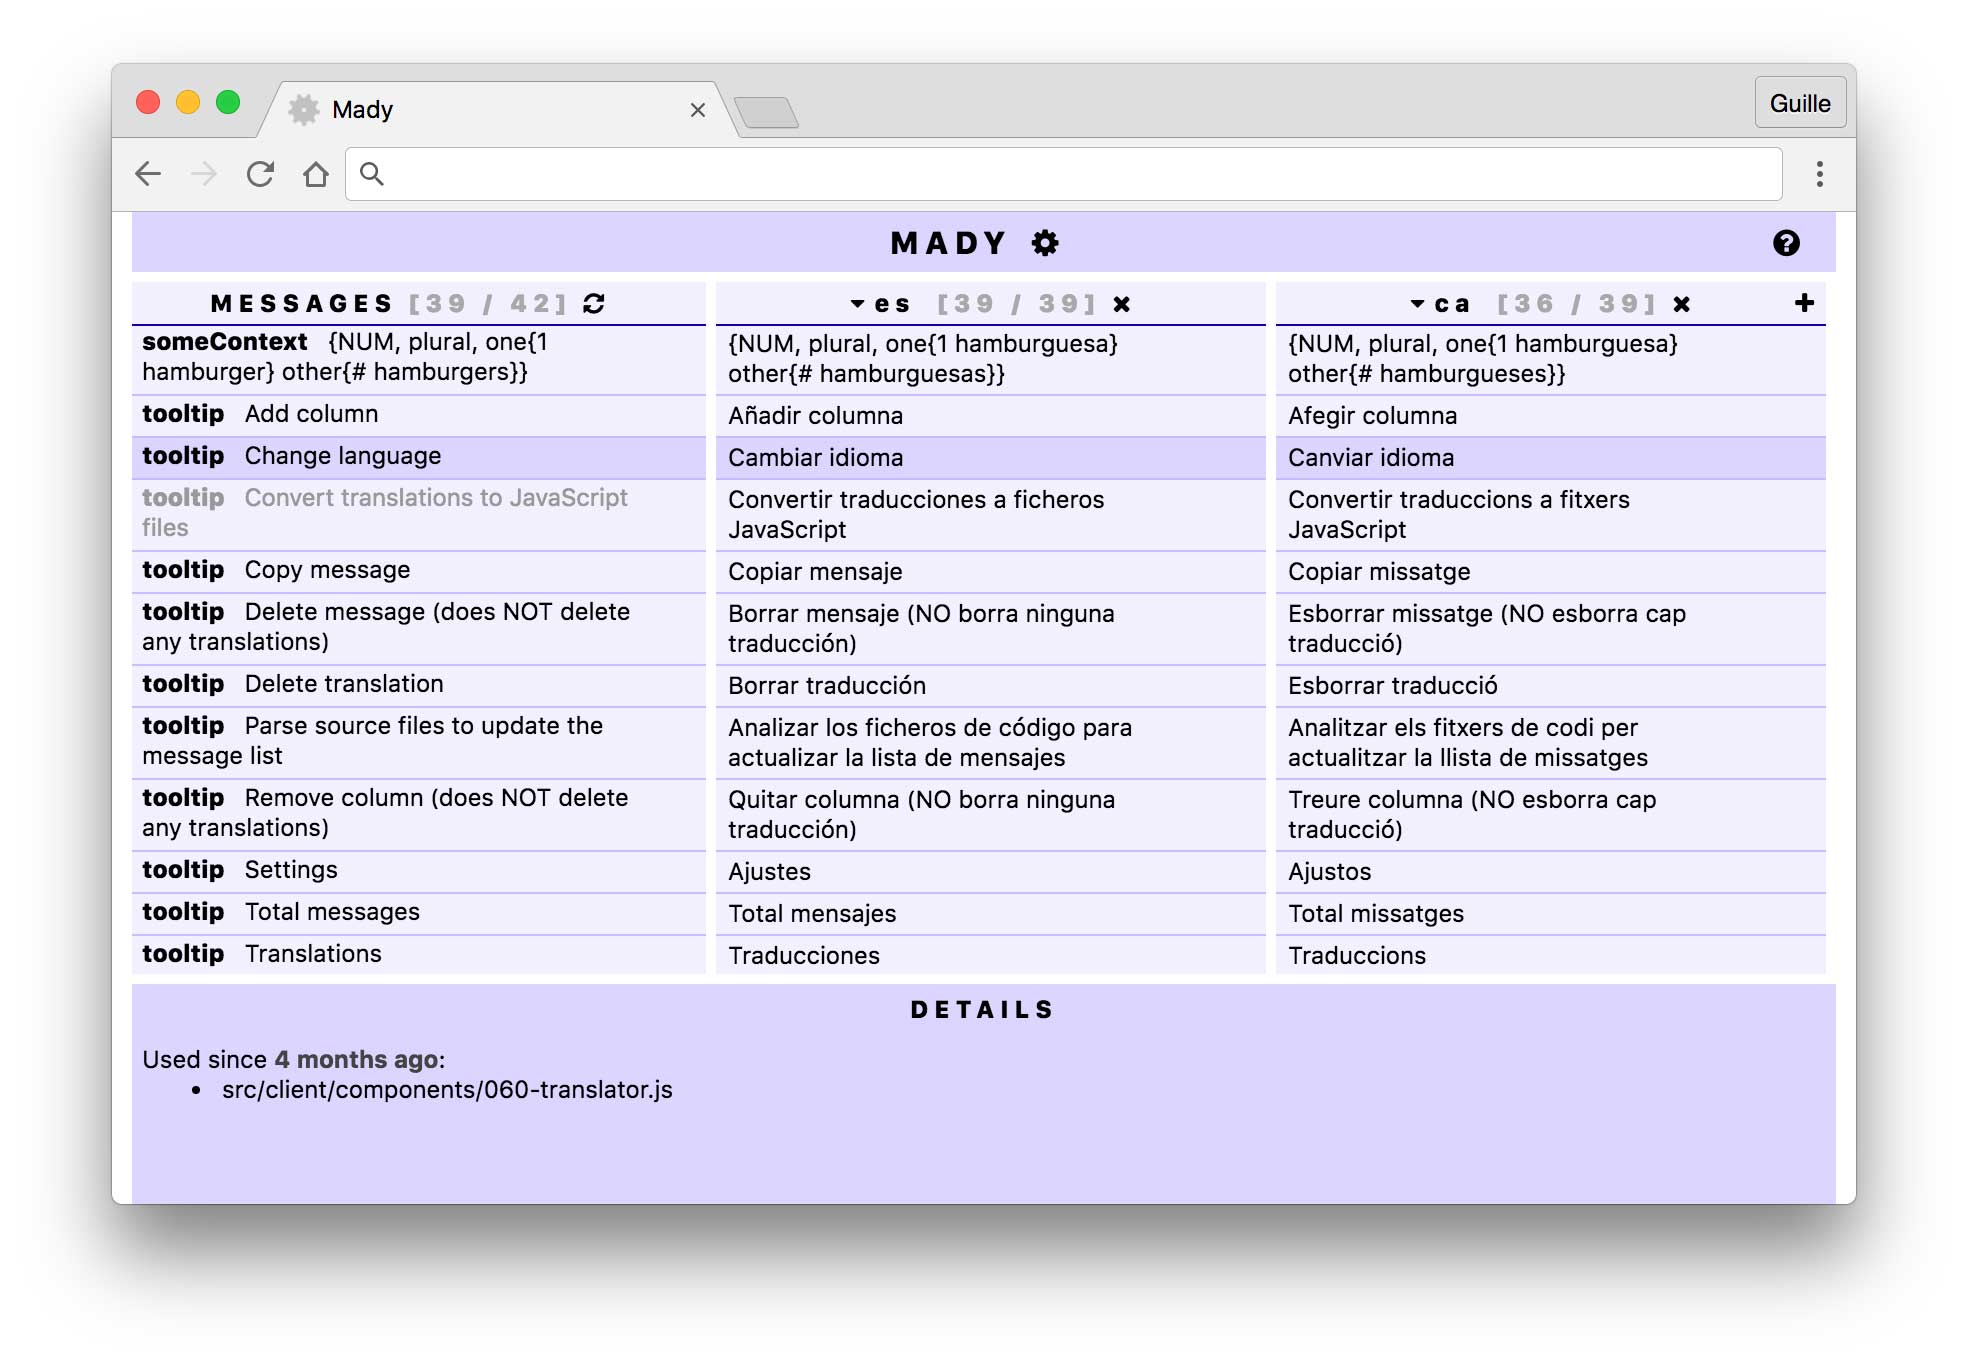 Mady
Guille
MADY
MESSAGES [39 / 42]
es [39 / 39]
ca [36 / 39]
someContext {NUM, plural, one{1
hamburger} other{# hamburgers}}
{NUM, plural, one{1 hamburguesa}
other{# hamburguesas}}
{NUM, plural, one{1 hamburguesa}
other{# hamburgueses}}
tooltip Add column
Añadir columna
Afegir columna
tooltip Change language
Cambiar idioma
Canviar idioma
tooltip Convert translations to JavaScript
files
Convertir traducciones a ficheros
JavaScript
Convertir traduccions a fitxers
JavaScript
tooltip Copy message
Copiar mensaje
Copiar missatge
tooltip Delete message (does NOT delete
any translations)
Borrar mensaje (NO borra ninguna
traducción)
Esborrar missatge (NO esborra cap
traducció)
tooltip Delete translation
Borrar traducción
Esborrar traducció
tooltip Parse source files to update the
message list
Analizar los ficheros de código para
actualizar la lista de mensajes
Analitzar els fitxers de codi per
actualitzar la llista de missatges
tooltip Remove column (does NOT delete
any translations)
Quitar columna (NO borra ninguna
traducción)
Treure columna (NO esborra cap
traducció)
tooltip Settings
Ajustes
Ajustos
tooltip Total messages
Total mensajes
Total missatges
tooltip Translations
Traducciones
Traduccions
DETAILS
Used since 4 months ago:
• src/client/components/060-translator.js